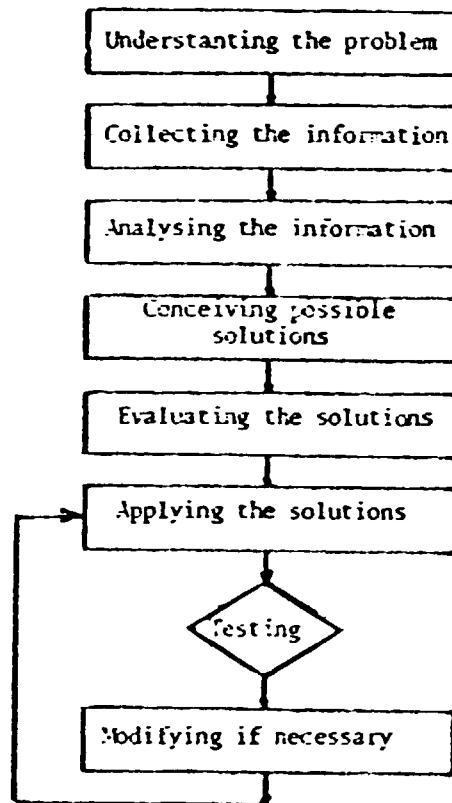 Understanting the problem
Collecting the information
Analysing the information
Conceiving possible
solutions
Evaluating the solutions
Applying the solutions
Testing
Modifying if necessary